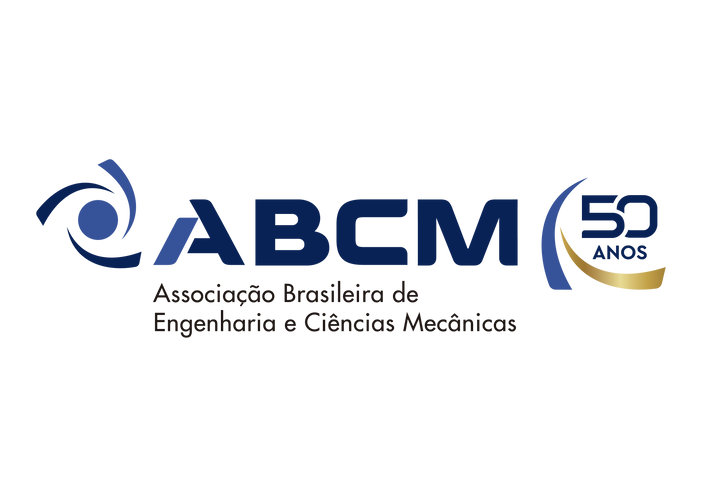 ABCM
50
ANOS
Associação Brasileira de
Engenharia e Ciências Mecânicas